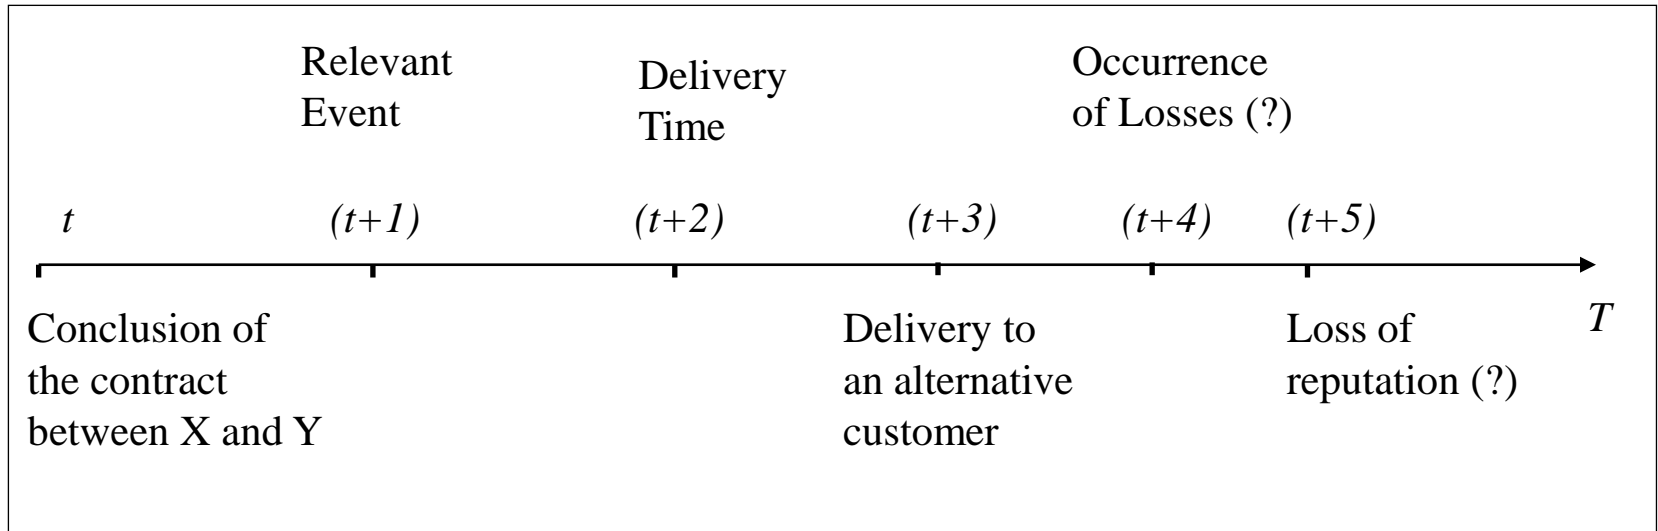 Relevant
Event
Delivery
Time
Occurrence
of Losses (?)
t
(t+1)
(t+2)
(t+3)
(t+4)
(t+5)
T
Conclusion of
the contract
between X and Y
Delivery to
an alternative
customer
Loss of
reputation (?)